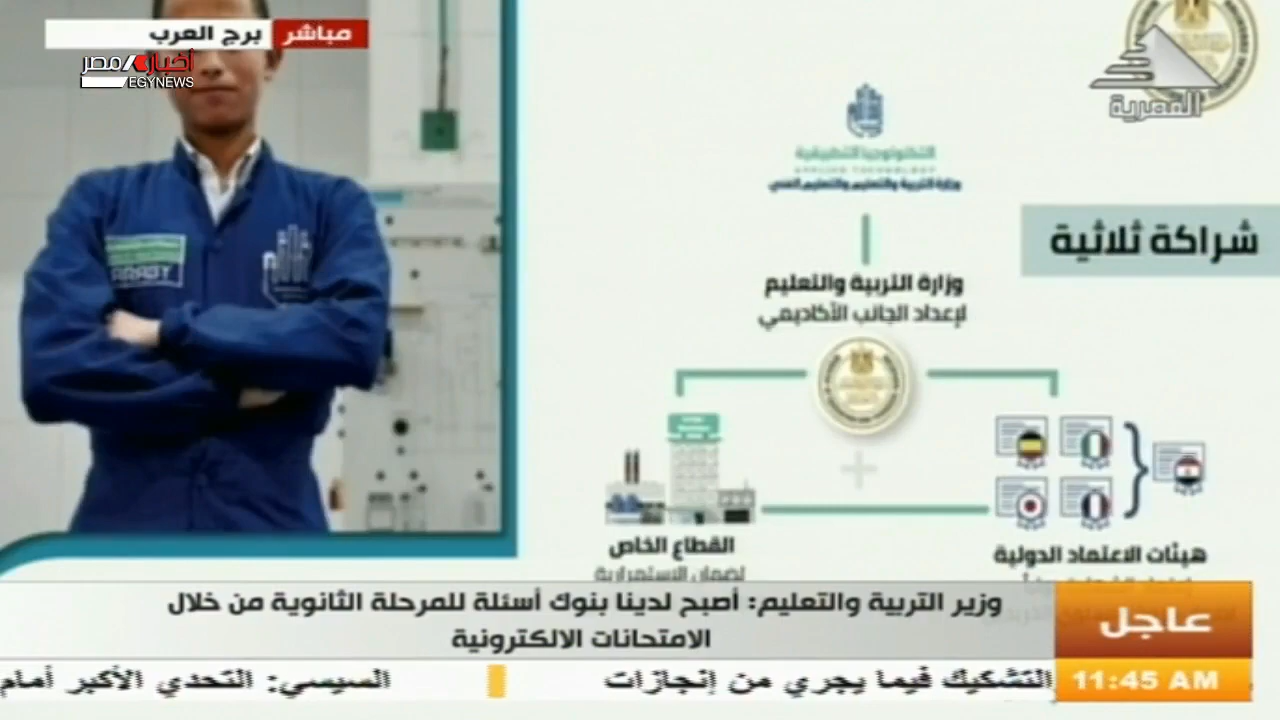 مباشر برج العرب
أخبار مصر
EGYNEWS
المصرية
التكنولوجيا التطبيقية
APPLIED TECHNOLOGY
وزارة التربية والتعليم والتعليم الفني
شراكة ثلاثية
وزارة التربية والتعليم
لإعداد الجانب الأكاديمي
القطاع الخاص
لضمان الاستمرارية
هيئات الاعتماد الدولية
عاجل
وزير التربية والتعليم: أصبح لدينا بنوك أسئلة للمرحلة الثانوية من خلال
الامتحانات الالكترونية
11:45 AM
التشكيك فيما يجري من إنجازات
السيسي: التحدي الأكبر أمام